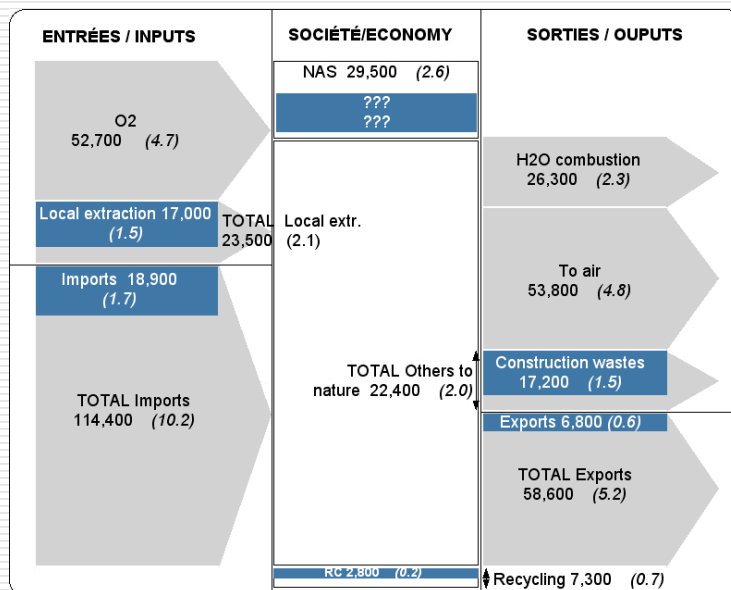 ENTRÉES / INPUTS
SOCIÉTÉ/ECONOMY
SORTIES / OUPUTS
NAS 29,500 (2.6)
???
???
O2
52,700 (4.7)
H2O combustion
26,300 (2.3)
Local extraction 17,000
(1.5)
TOTAL Local extr.
23,500 (2.1)
Imports 18,900
(1.7)
To air
53,800 (4.8)
TOTAL Others to
nature 22,400 (2.0)
Construction wastes
17,200 (1.5)
TOTAL Imports
114,400 (10.2)
Exports 6,800 (0.6)
TOTAL Exports
58,600 (5.2)
RC 2,800 (0.2)
Recycling 7,300 (0.7)